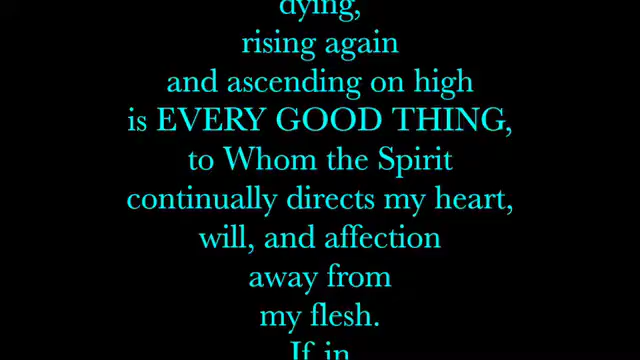 dying,
rising again
and ascending on high
is EVERY GOOD THING,
to Whom the Spirit
continually directs my heart,
will, and affection
away from
my flesh.
If, in